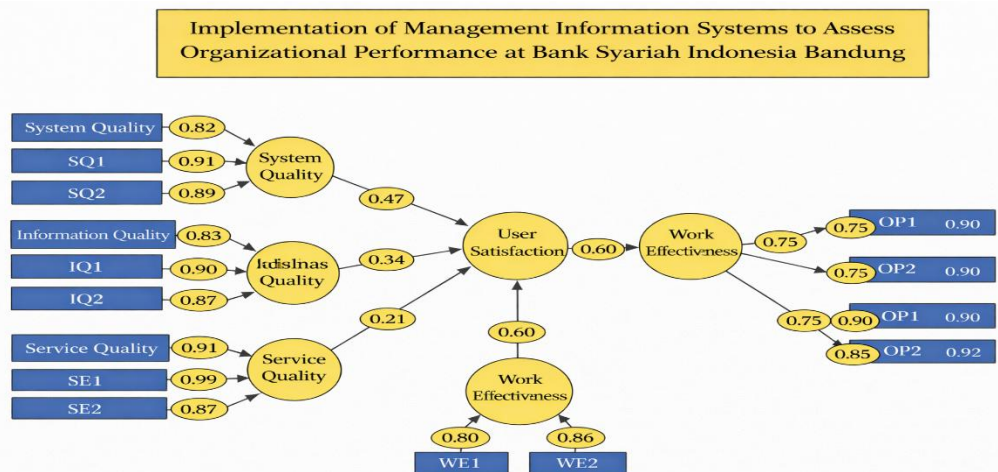 Implementation of Management Information Systems to Assess
Organizational Performance at Bank Syariah Indonesia Bandung
System Quality 0.82
SQ1 0.91
SQ2 0.89
System
Quality
0.47
Information Quality 0.83
IQ1 0.90
IQ2 0.87
Quality
0.34
Service Quality 0.91
SE1 0.99
SE2 0.87
Service
Quality
0.21
User
Satisfaction
0.60
Work
Effectivness
0.75
0.75 OP1 0.90
0.75 OP2 0.90
0.75 0.90 OP1 0.90
0.85 OP2 0.92
0.60
Work
Effectivness
0.80 0.86
WE1 WE2